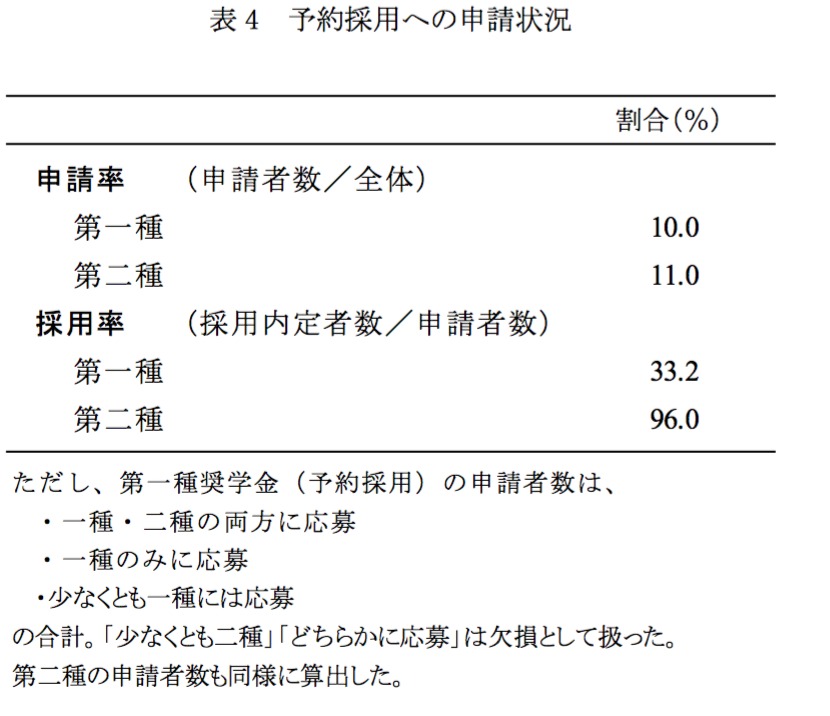 表4　予約採用への申請状況
割合(%)
申請率　（申請者数／全体）
第一種　10.0
第二種　11.0
採用率　（採用内定者数／申請者数）
第一種　33.2
第二種　96.0
ただし、第一種奨学金（予約採用）の申請者数は、
・一種・二種の両方に応募
・一種のみに応募
・少なくとも一種には応募
の合計。「少なくとも二種」「どちらかに応募」は欠損として扱った。
第二種の申請者数も同様に算出した。